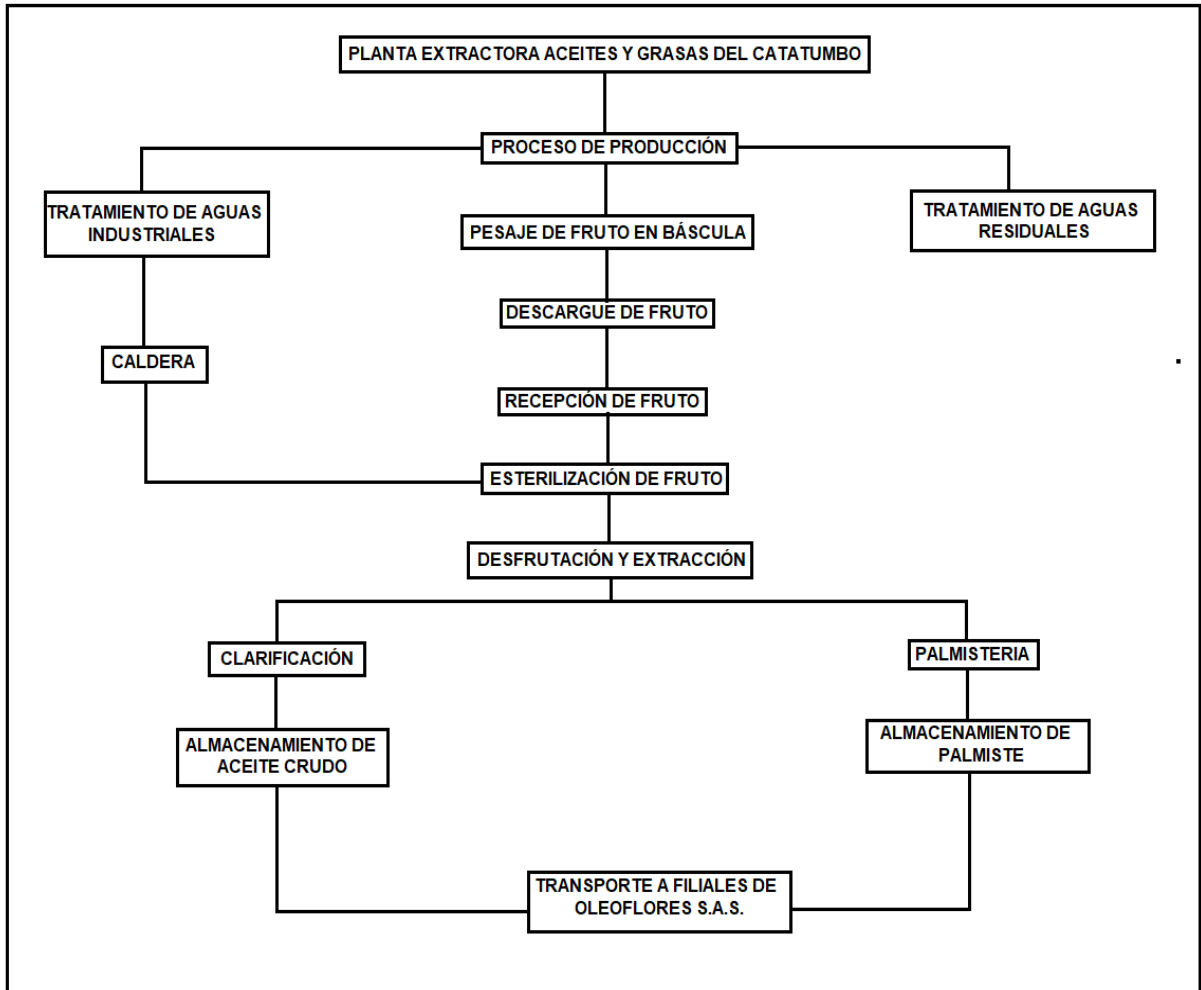 PLANTA EXTRACTORA ACEITES Y GRASAS DEL CATATUMBO
PROCESO DE PRODUCCIÓN
TRATAMIENTO DE AGUAS
INDUSTRIALES
PESAJE DE FRUTO EN BÁSCULA
TRATAMIENTO DE AGUAS
RESIDUALES
DESCARGUE DE FRUTO
CALDERA
RECEPCIÓN DE FRUTO
ESTERILIZACIÓN DE FRUTO
DESFRUTACIÓN Y EXTRACCIÓN
CLARIFICACIÓN
PALMISTERIA
ALMACENAMIENTO DE
ACEITE CRUDO
ALMACENAMIENTO DE
PALMISTE
TRANSPORTE A FILIALES DE
OLEOFLORES S.A.S.